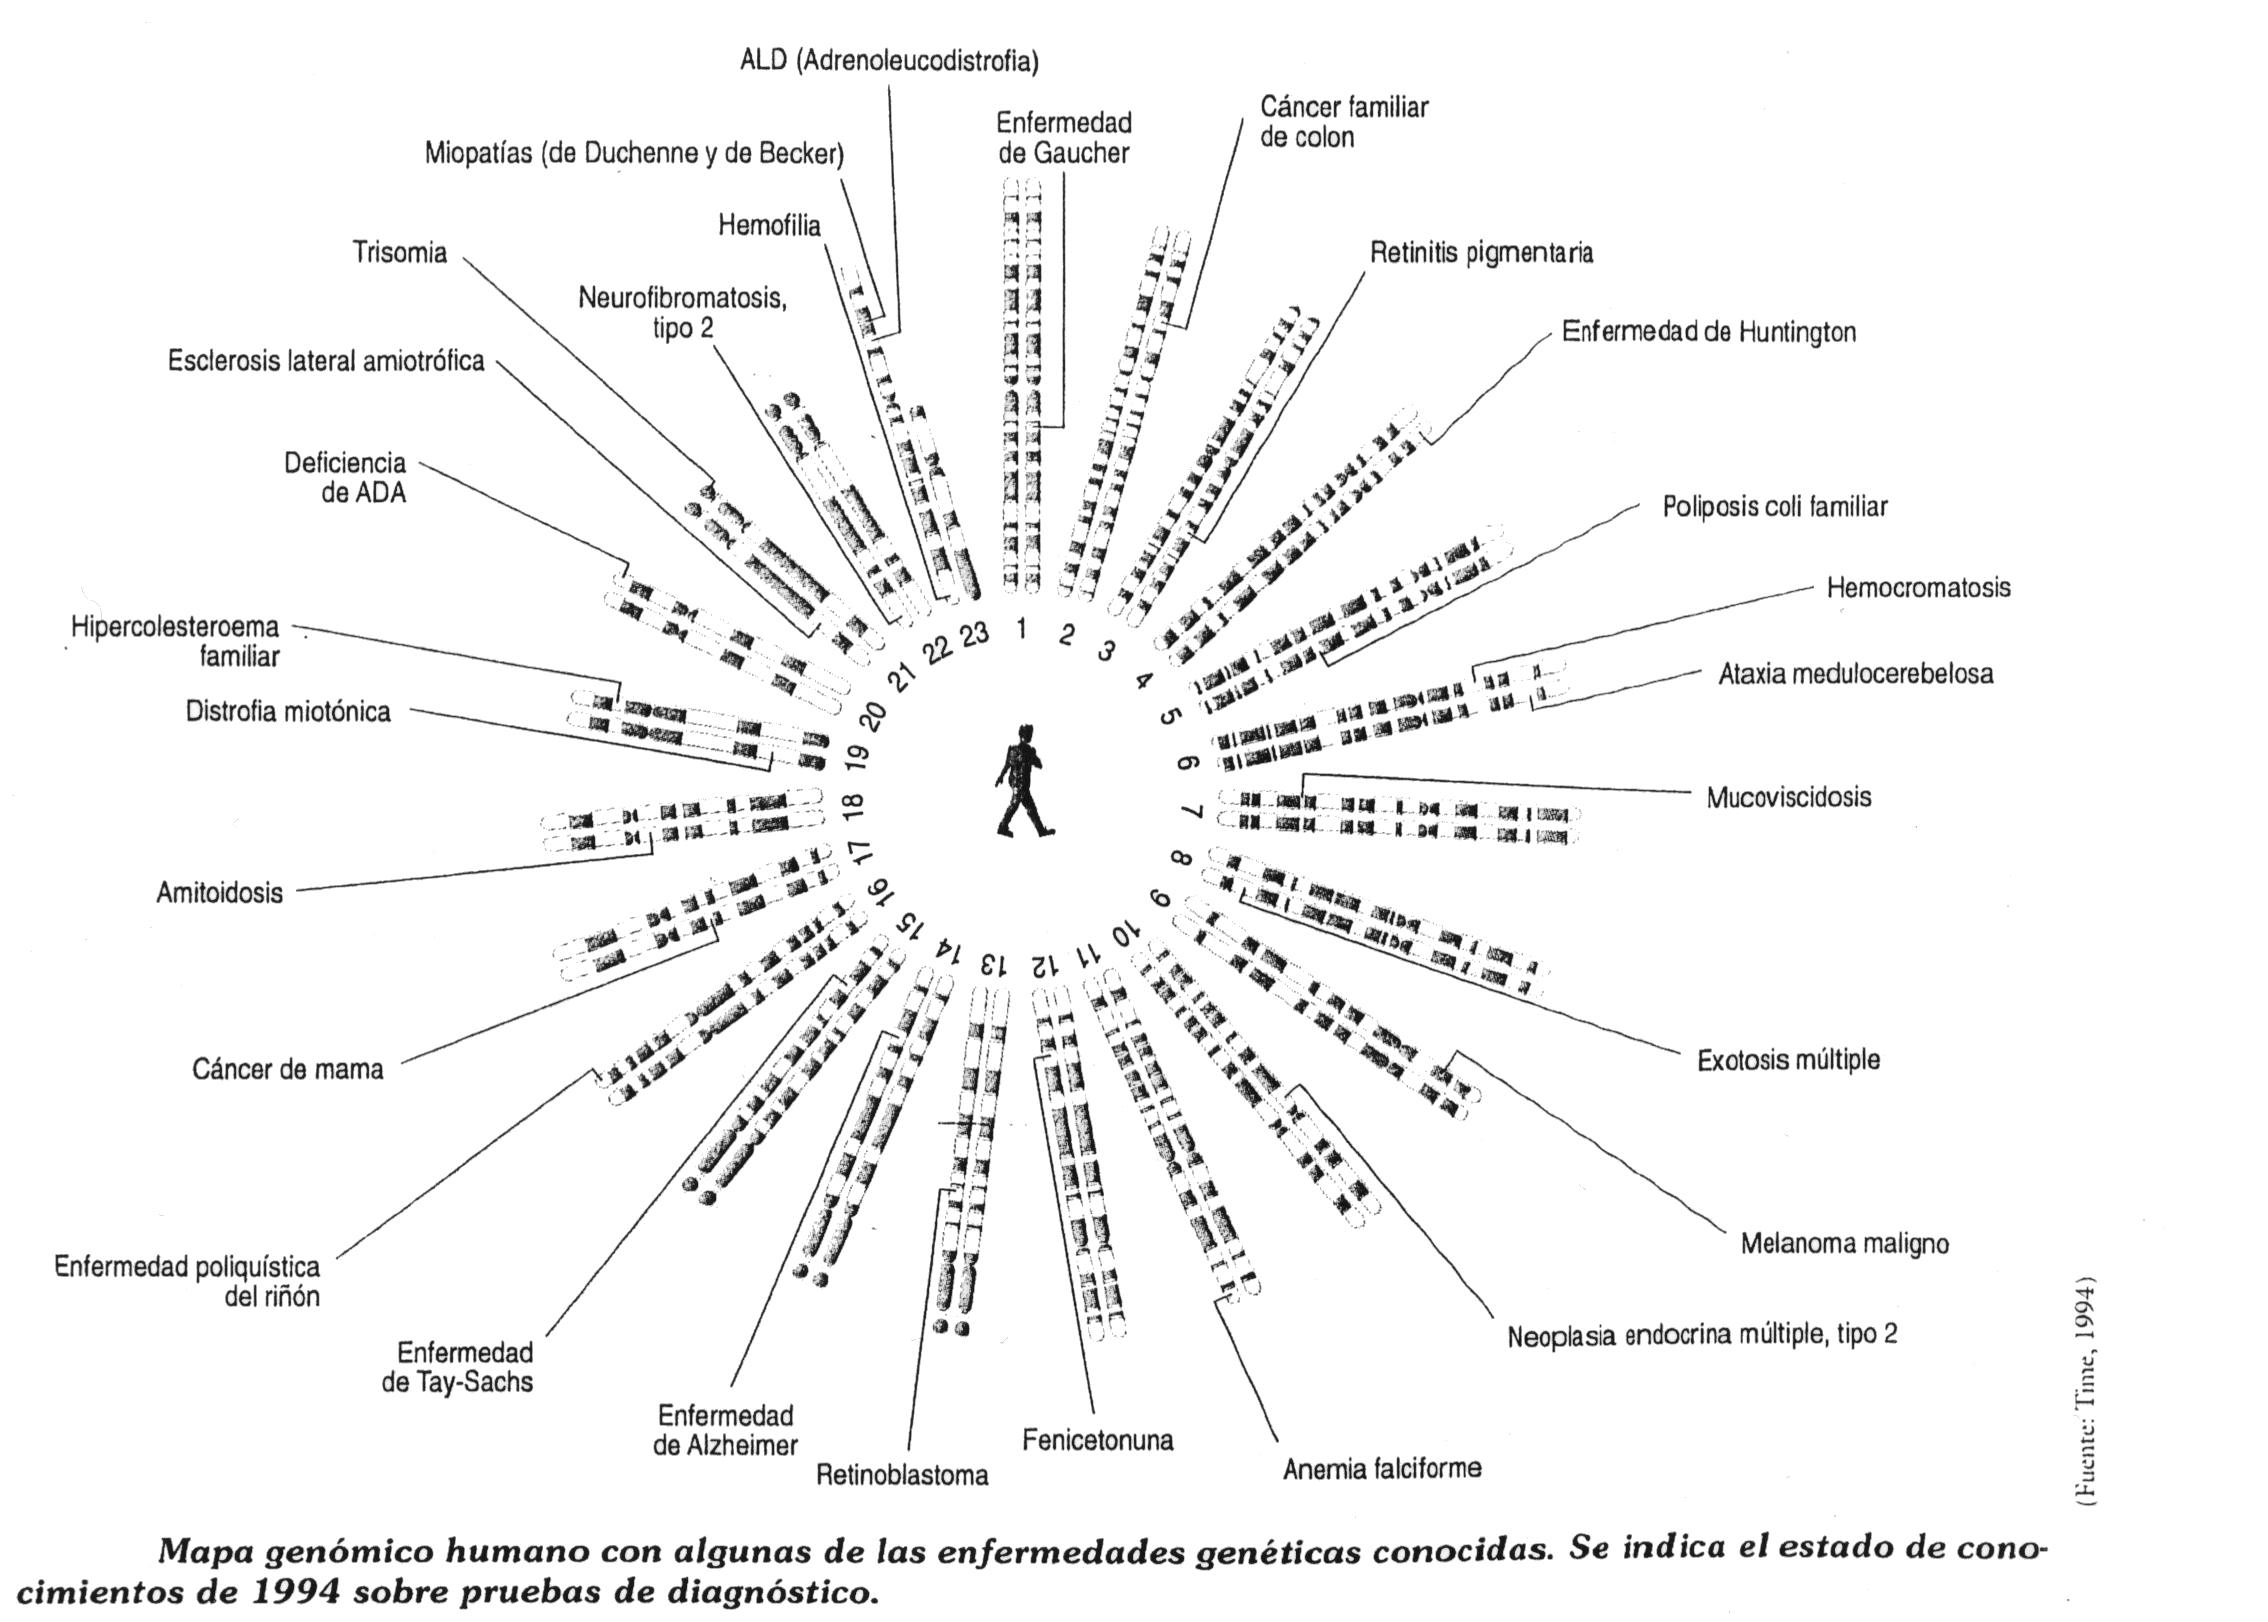 ALD (Adrenoleucodistrofia)
Enfermedad
de Gaucher
Cáncer familiar
de colon
Miopatías (de Duchenne y de Becker)
Hemofilia
Trisomia
Retinitis pigmentaria
Neurofibromatosis,
tipo 2
Enfermedad de Huntington
Esclerosis lateral amiotrófica
Deficiencia
de ADA
Poliposis coli familiar
Hemocromatosis
Hipercolesteroema
familiar
Ataxia medulocerebelosa
Distrofia miotónica
Mucoviscidosis
Amitoidosis
Exotosis múltiple
Cáncer de mama
Melanoma maligno
Enfermedad poliquística
del riñón
Neoplasia endocrina múltiple, tipo 2
Enfermedad
de Tay-Sachs
Enfermedad
de Alzheimer
Retinoblastoma
Fenicetonuna
Anemia falciforme
1
2
3
4
5
6
7
8
9
10
11
12
13
14
15
16
17
18
19
20
21
22
23
(Fuente: Time, 1994)
Mapa genómico humano con algunas de las enfermedades genéticas conocidas. Se indica el estado de cono-
cimientos de 1994 sobre pruebas de diagnóstico.